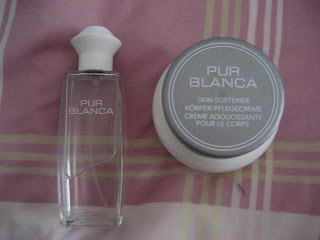 PUR
BLANCA
PUR
BLANCA
SKIN SOFTENER
KÖRPER-PFLEGECREME
CRÈME ADOUCISSANTE
POUR LE CORPS